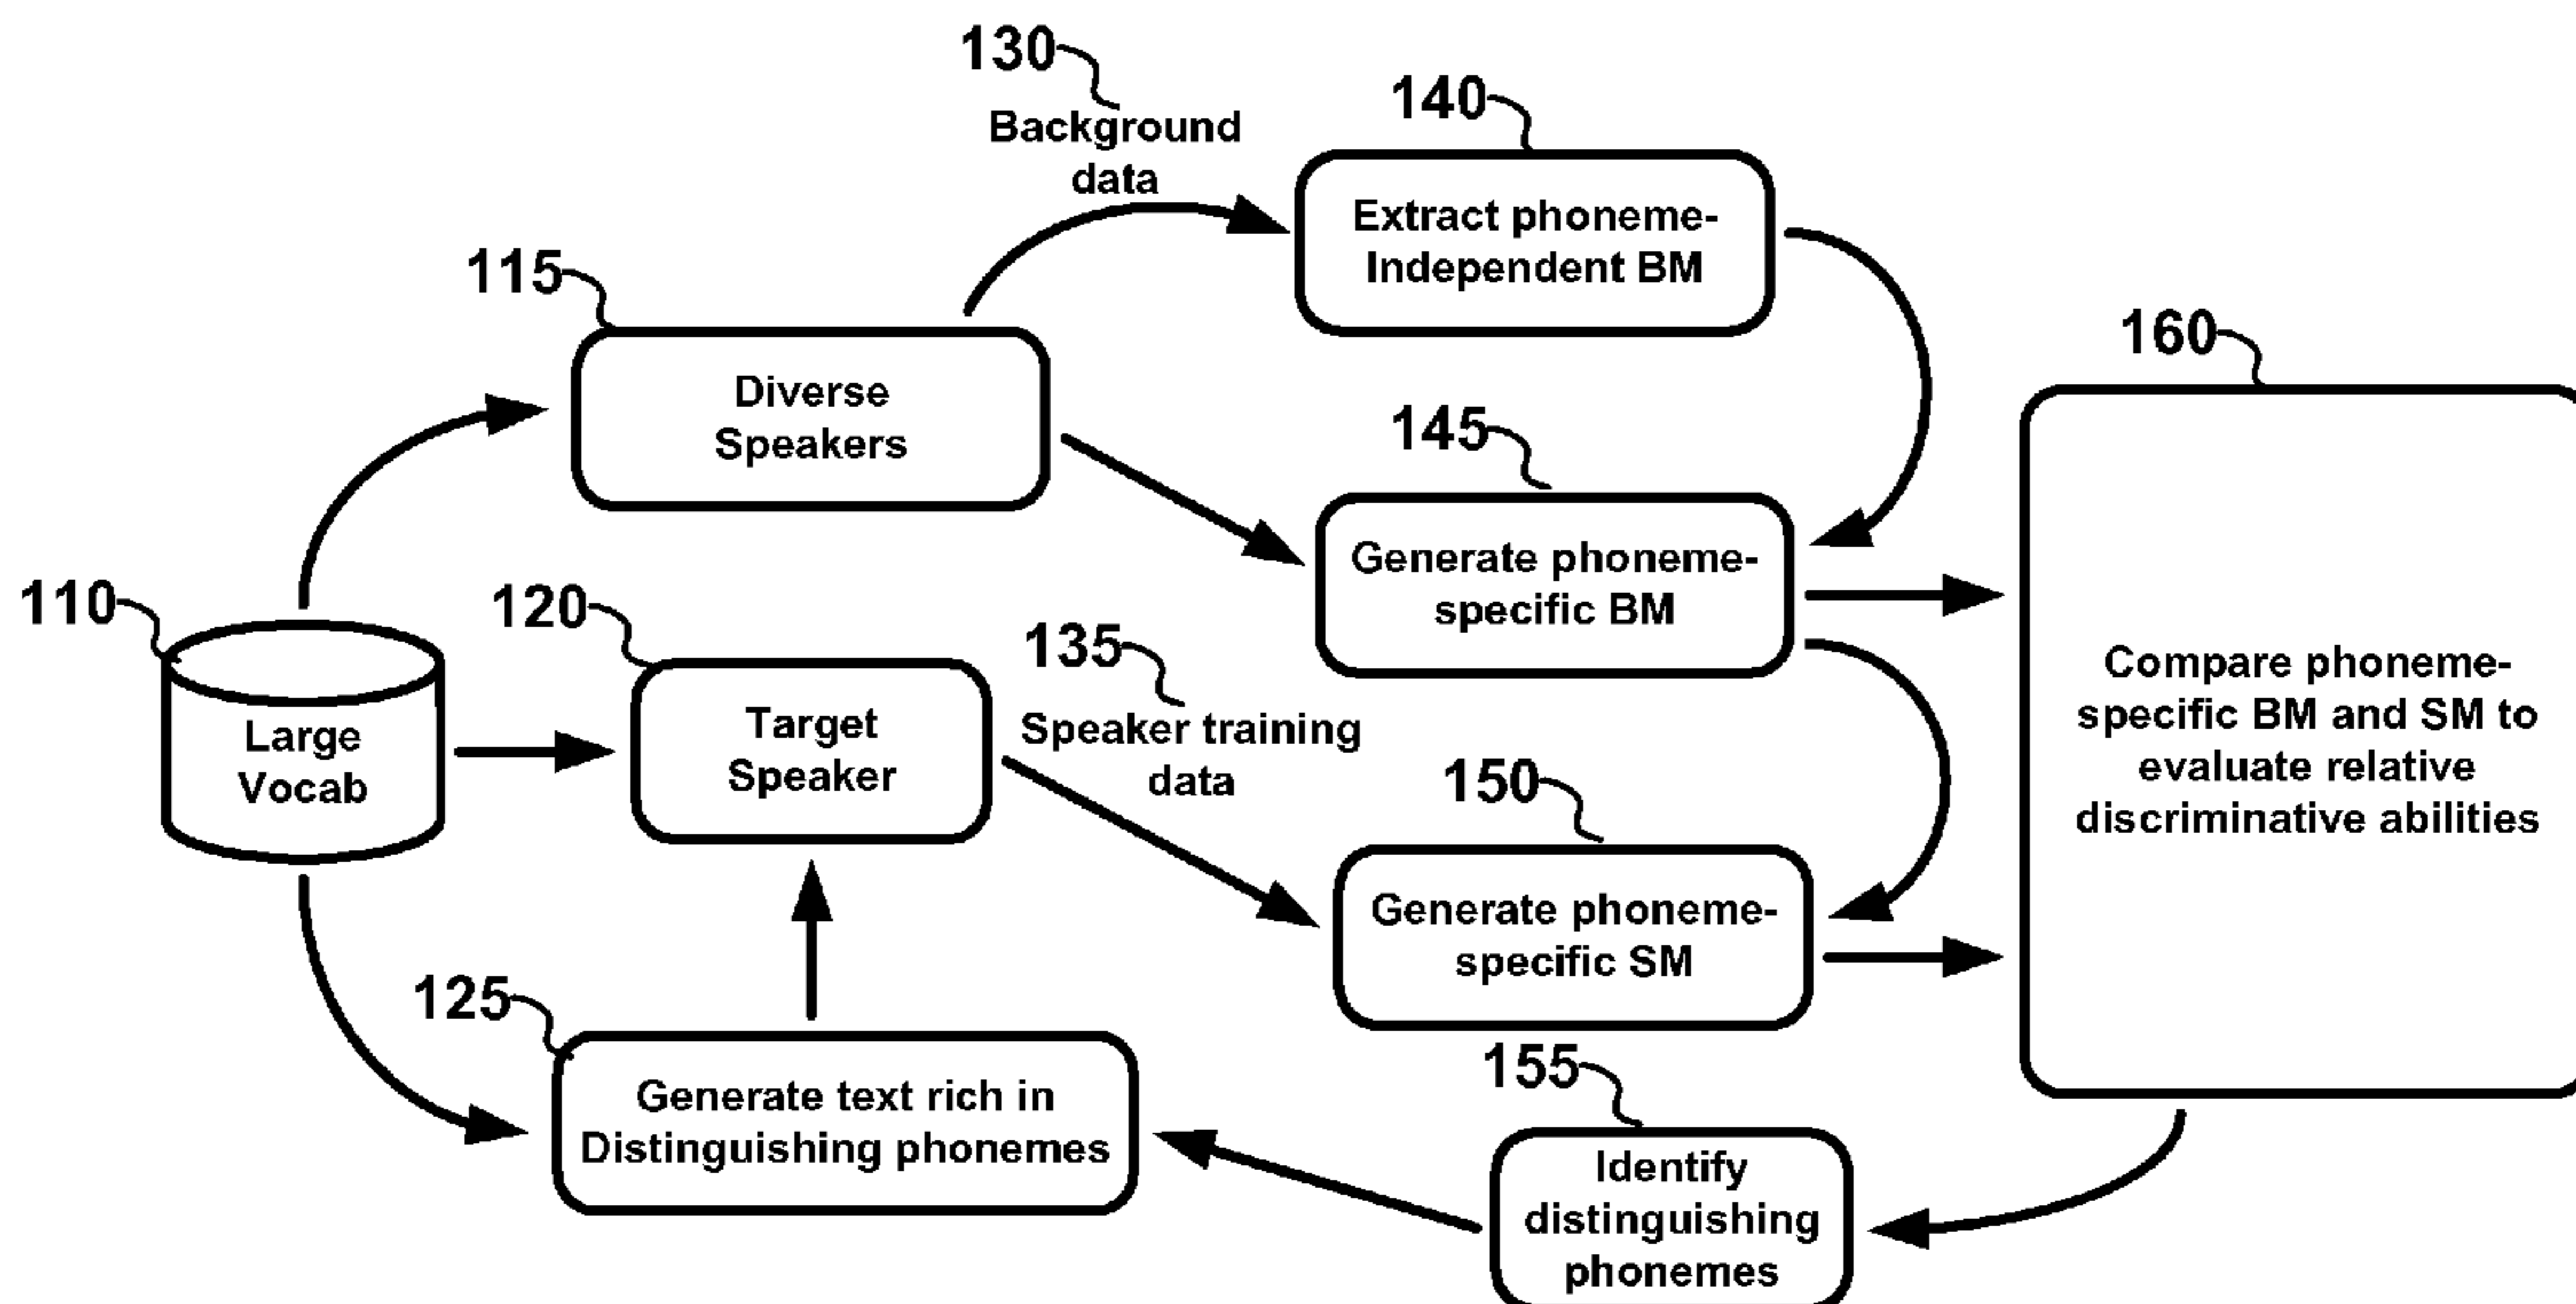 130
Background
data
140
Extract phoneme-
Independent BM
115
Diverse
Speakers
160
145
Generate phoneme-
specific BM
110
Large
Vocab
120
Target
Speaker
135
Speaker training
data
Compare phoneme-
specific BM and SM to
evaluate relative
discriminative abilities
150
Generate phoneme-
specific SM
125
Generate text rich in
Distinguishing phonemes
155
Identify
distinguishing
phonemes